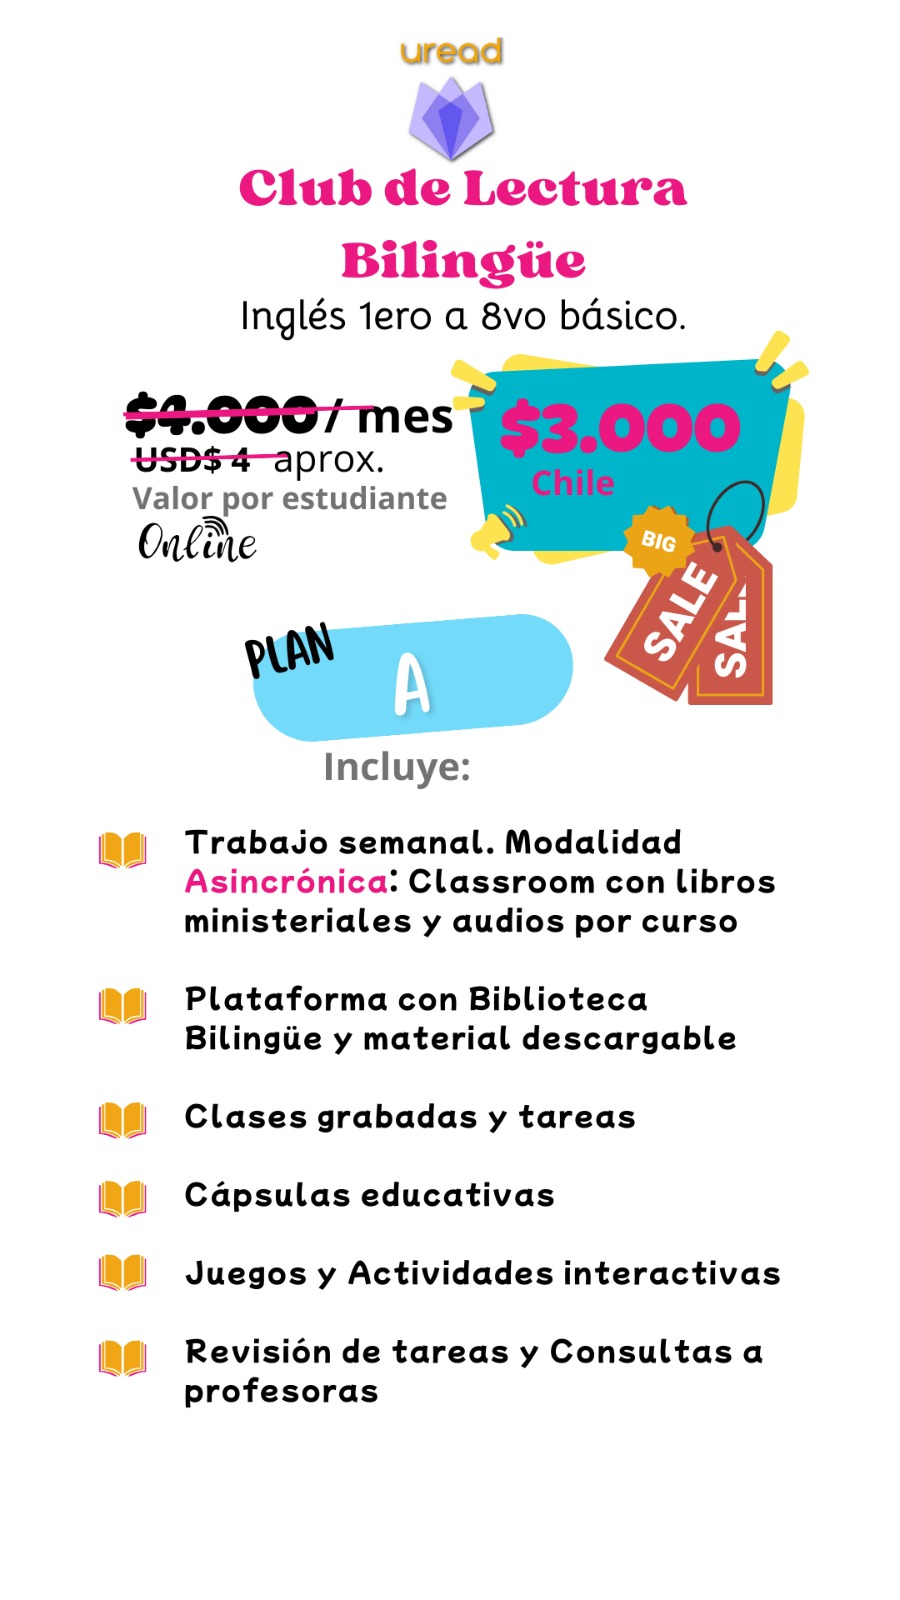 uread
Club de Lectura
Bilingüe
Inglés 1ero a 8vo básico.
$4.000/ mes
USD$ 4 aprox.
Valor por estudiante
Online
$3.000
Chile
BIG
SALE
SALE
PLAN
A
Incluye:
Trabajo semanal. Modalidad
Asincrónica: Classroom con libros
ministeriales y audios por curso
Plataforma con Biblioteca
Bilingüe y material descargable
Clases grabadas y tareas
Cápsulas educativas
Juegos y Actividades interactivas
Revisión de tareas y Consultas a
profesoras